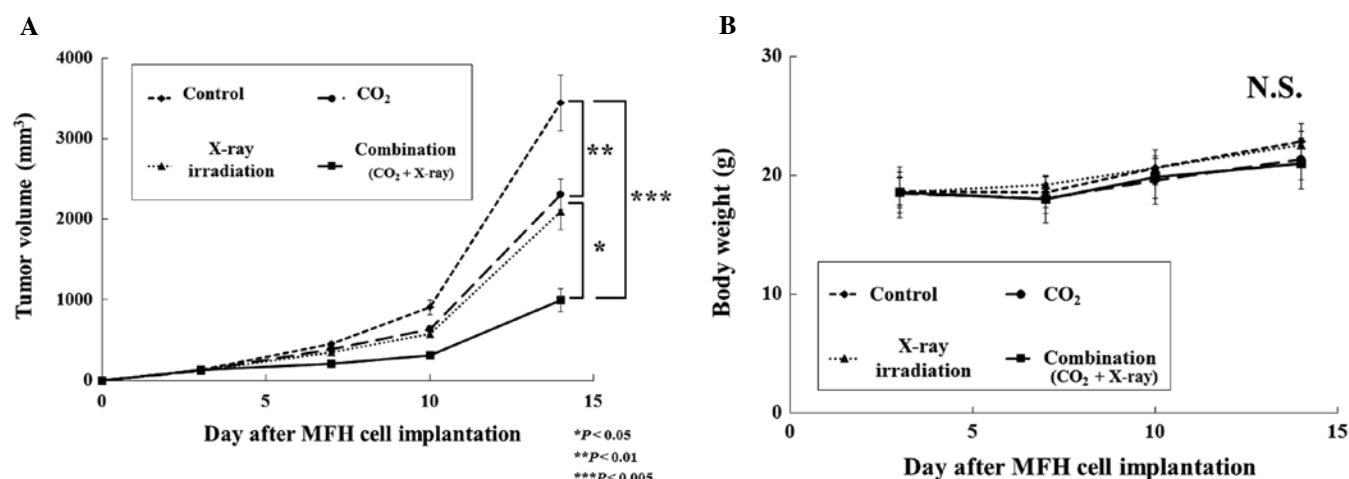 A
Tumor volume (mm³)
4000
3000
2000
1000
0
Control
CO₂
X-ray
irradiation
Combination
(CO₂ + X-ray)
**
*
***
0
5
10
15
Day after MFH cell implantation
*P< 0.05
**P< 0.01
***P< 0.005
B
Body weight (g)
30
20
10
0
N.S.
Control
CO₂
X-ray
irradiation
Combination
(CO₂ + X-ray)
0
5
10
15
Day after MFH cell implantation